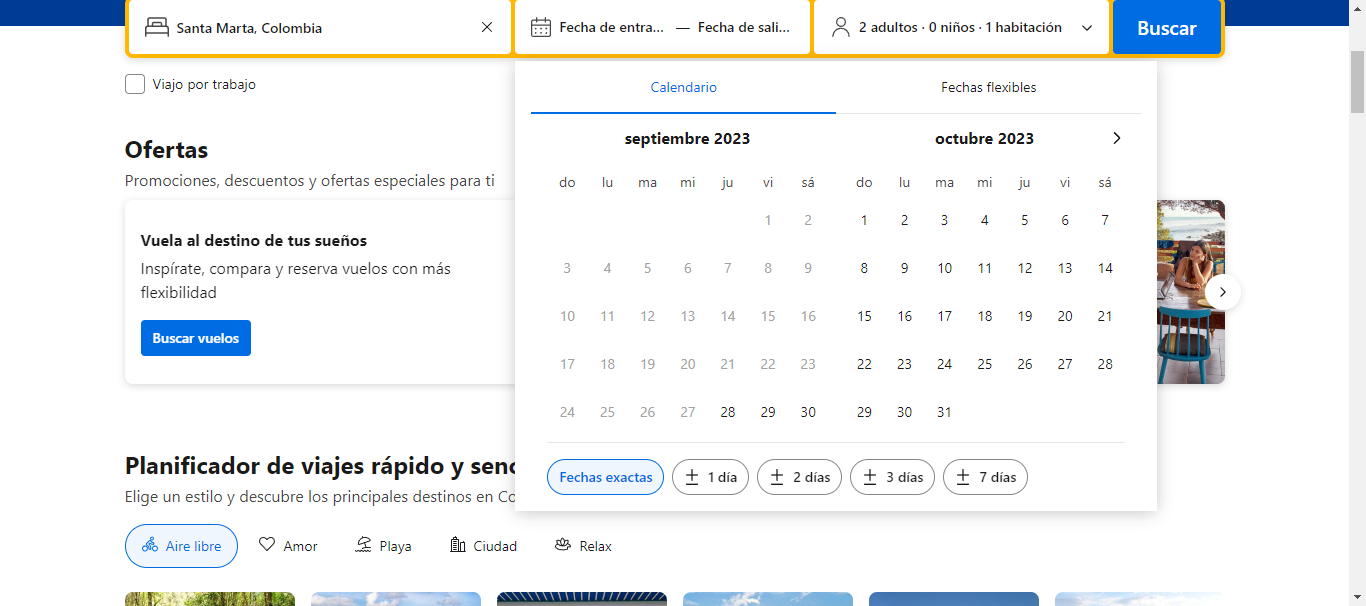 Santa Marta, Colombia
Fecha de entra... — Fecha de sali...
2 adultos · 0 niños · 1 habitación
Buscar
Viajo por trabajo
Calendario
Fechas flexibles
septiembre 2023
do lu ma mi ju vi sá
1 2
3 4 5 6 7 8 9
10 11 12 13 14 15 16
17 18 19 20 21 22 23
24 25 26 27 28 29 30
octubre 2023
do lu ma mi ju vi sá
1 2 3 4 5 6 7
8 9 10 11 12 13 14
15 16 17 18 19 20 21
22 23 24 25 26 27 28
29 30 31
Fechas exactas
± 1 día
± 2 días
± 3 días
± 7 días
Ofertas
Promociones, descuentos y ofertas especiales para ti
Vuela al destino de tus sueños
Inspírate, compara y reserva vuelos con más
flexibilidad
Buscar vuelos
Planificador de viajes rápido y senc
Elige un estilo y descubre los principales destinos en Co
Aire libre
Amor
Playa
Ciudad
Relax